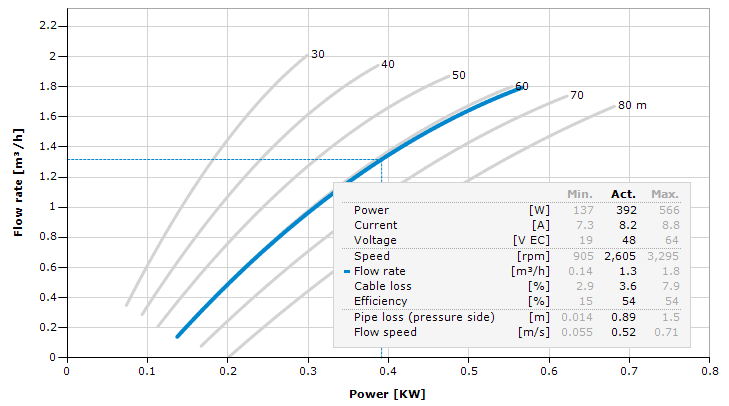 2.2
2
1.8
1.6
1.4
1.2
1
0.8
0.6
0.4
0.2
0
Flow rate [m³/h]
30
40
50
60
70
80 m
Min. Act. Max.
Power [W] 137 392 566
Current [A] 7.3 8.2 8.8
Voltage [V EC] 19 48 64
Speed [rpm] 905 2,605 3,295
Flow rate [m³/h] 0.14 1.3 1.8
Cable loss [%] 2.9 3.6 7.9
Efficiency [%] 15 54 54
Pipe loss (pressure side) [m] 0.014 0.89 1.5
Flow speed [m/s] 0.055 0.52 0.71
0 0.1 0.2 0.3 0.4 0.5 0.6 0.7 0.8
Power [KW]